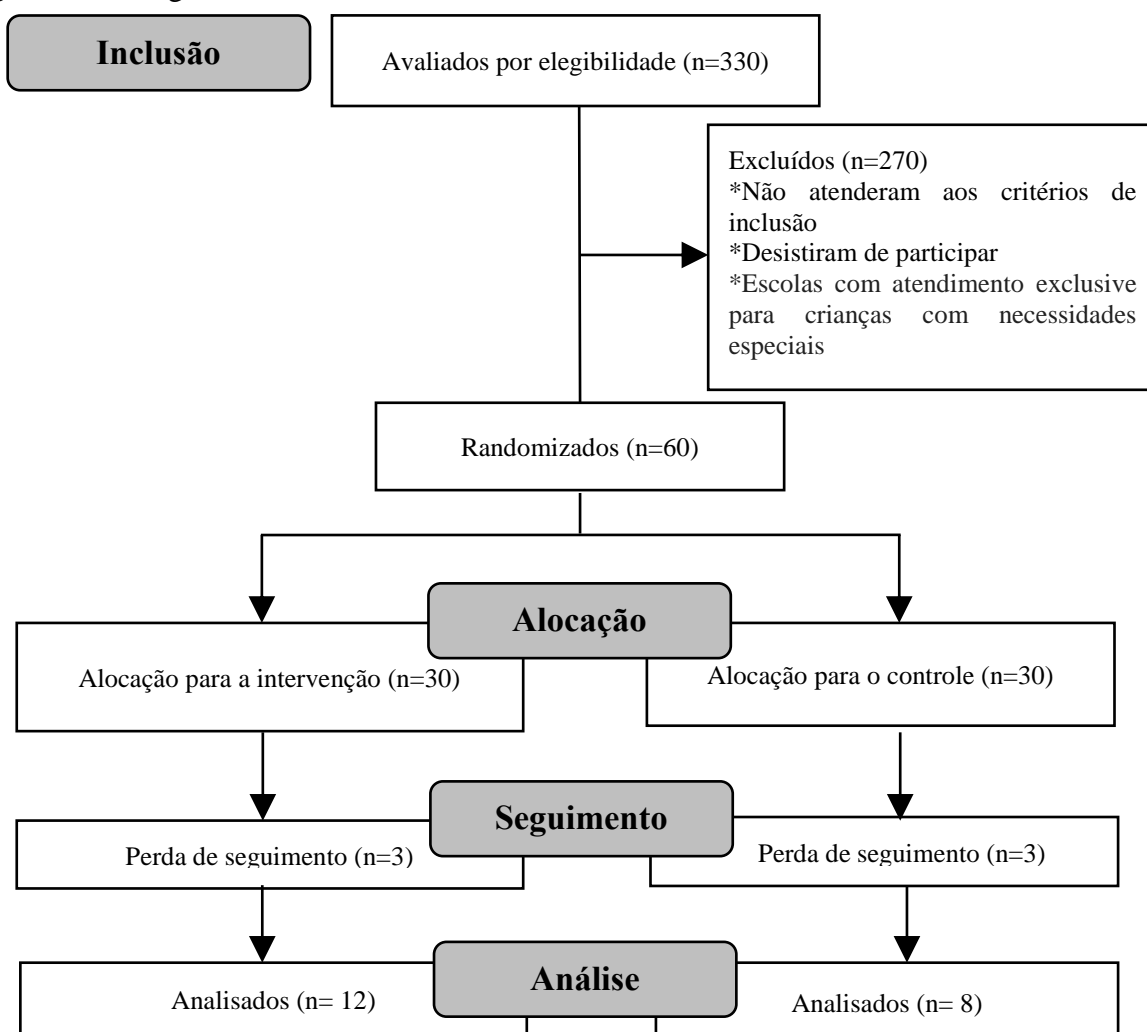 Inclusão
Avaliados por elegibilidade (n=330)
Excluídos (n=270)
*Não atenderam aos critérios de
inclusão
*Desistiram de participar
*Escolas com atendimento exclusive
para crianças com necessidades
especiais
Randomizados (n=60)
Alocação
Alocação para a intervenção (n=30)
Alocação para o controle (n=30)
Seguimento
Perda de seguimento (n=3)
Perda de seguimento (n=3)
Análise
Analisados (n= 12)
Analisados (n= 8)